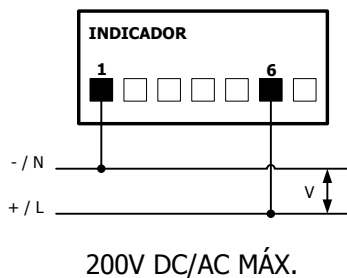 INDICADOR
1 6
- / N
+ / L
V
200V DC/AC MÁX.